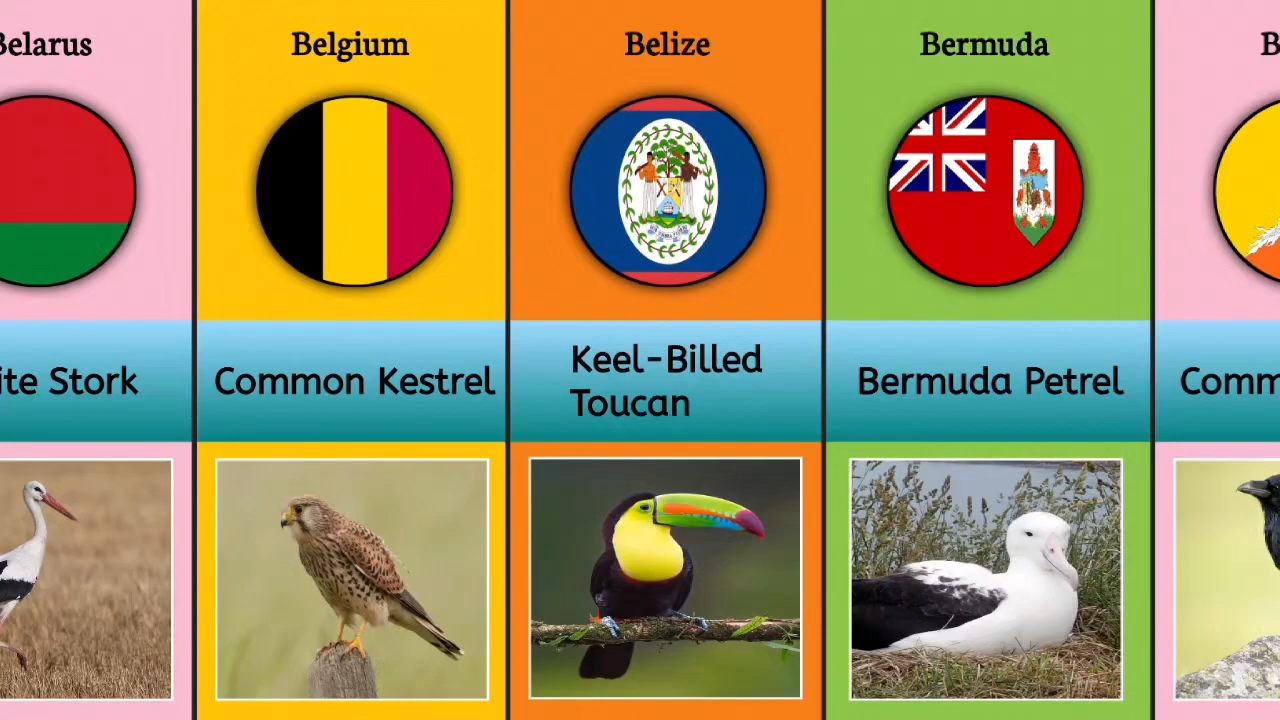 Belarus
Belgium
Belize
Bermuda
B
ite Stork
Common Kestrel
Keel-Billed
Toucan
Bermuda Petrel
Comm